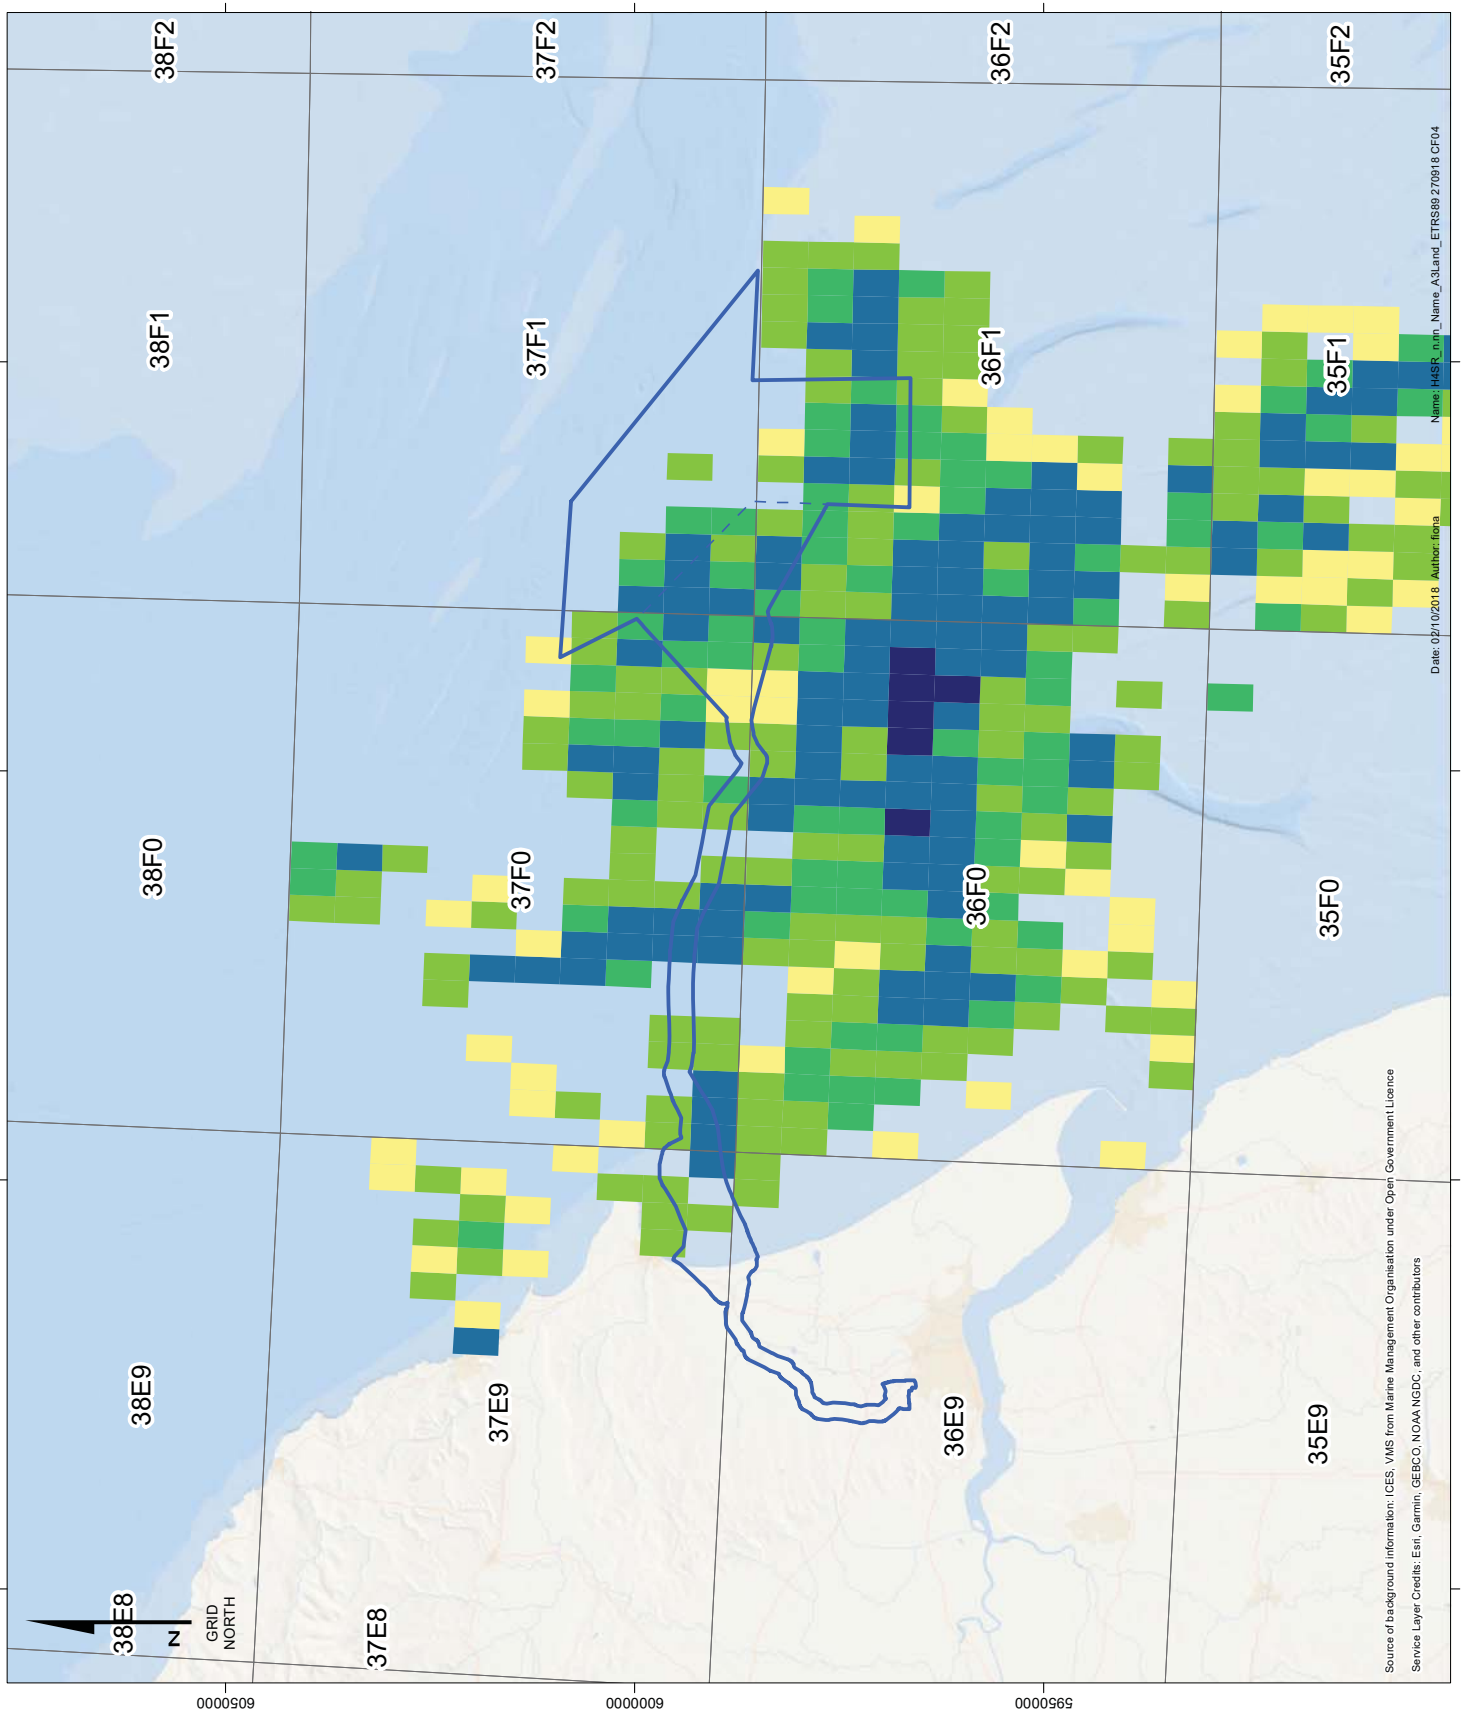 38E8
38E9
38F0
38F1
38F2
37E8
37E9
37F0
37F1
37F2
36E9
36F0
36F1
36F2
35E9
35F0
35F1
35F2
N
GRID
NORTH
6050000
6000000
5950000
Source of background information: ICES, VMS from Marine Management Organisation under Open Government Licence
Service Layer Credits: Esri, Garmin, GEBCO, NOAA NGDC, and other contributors
Date: 02/10/2018 Author: fiona
Name: H4SR_n.nn_Name_A3Land_ETRS89 270918 CF04